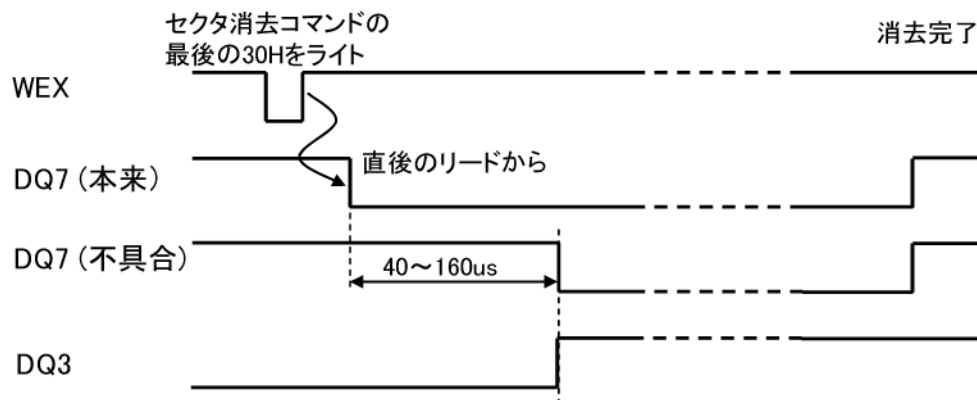 セクタ消去コマンドの
最後の30Hをライト
消去完了
WEX
DQ7 (本来)
直後のリードから
DQ7 (不具合)
40～160us
DQ3